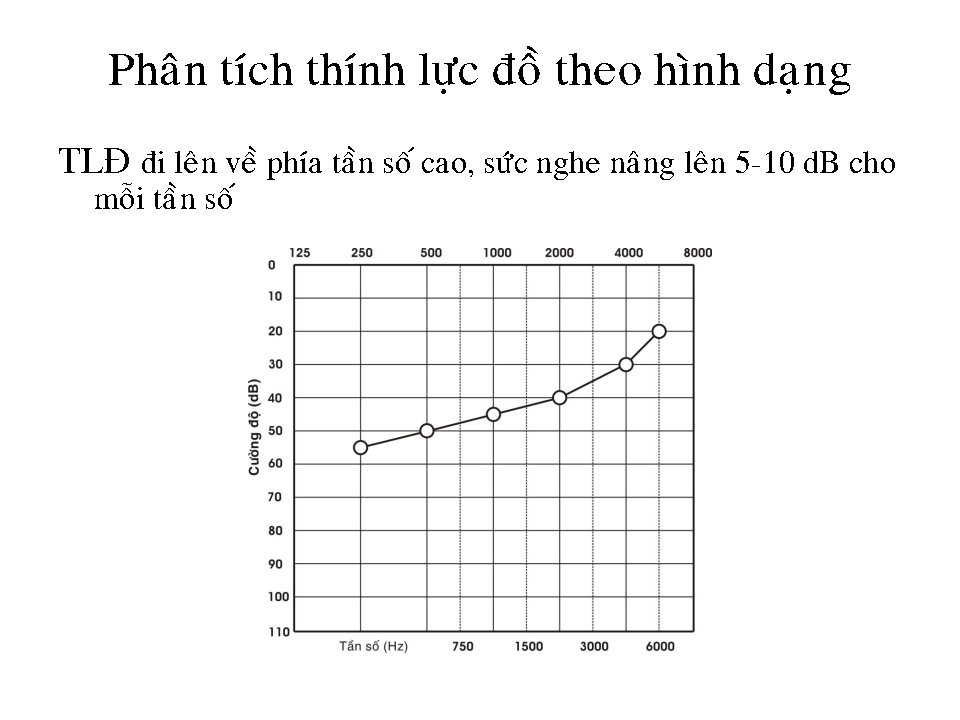 Phân tích thính lực đồ theo hình dạng
TLĐ đi lên về phía tần số cao, sức nghe nâng lên 5-10 dB cho
mỗi tần số
125 250 500 1000 2000 4000 8000
0
10
20
30
40
50
60
70
80
90
100
110
Cường độ (dB)
Tần số (Hz) 750 1500 3000 6000